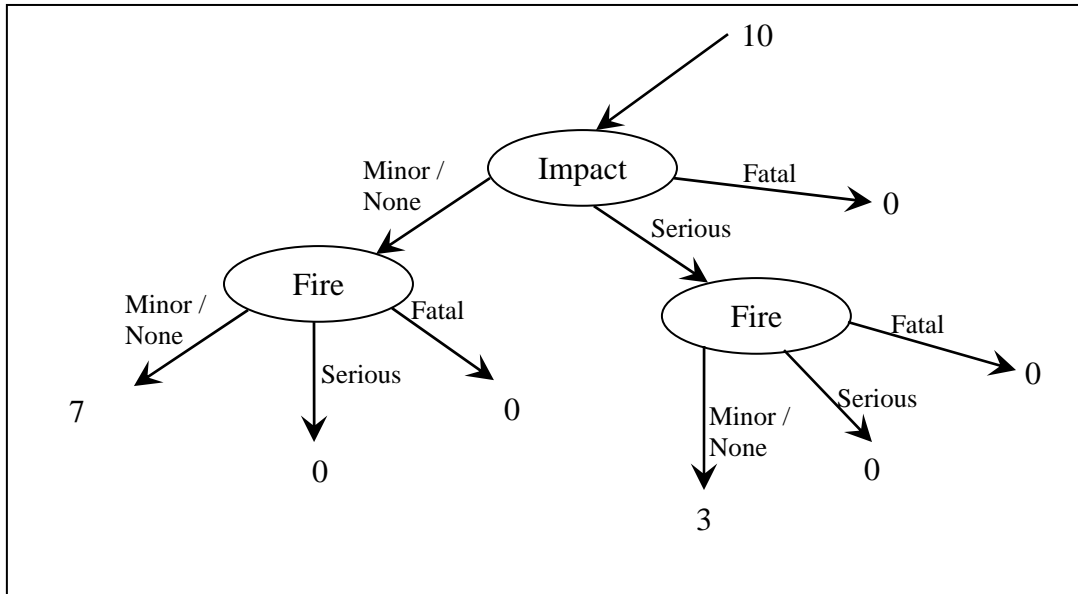 10
Impact
Minor /
None
Fatal
0
Serious
Fire
Minor /
None
Fatal
Serious
7
0
0
Fire
Fatal
0
Serious
Minor /
None
0
3